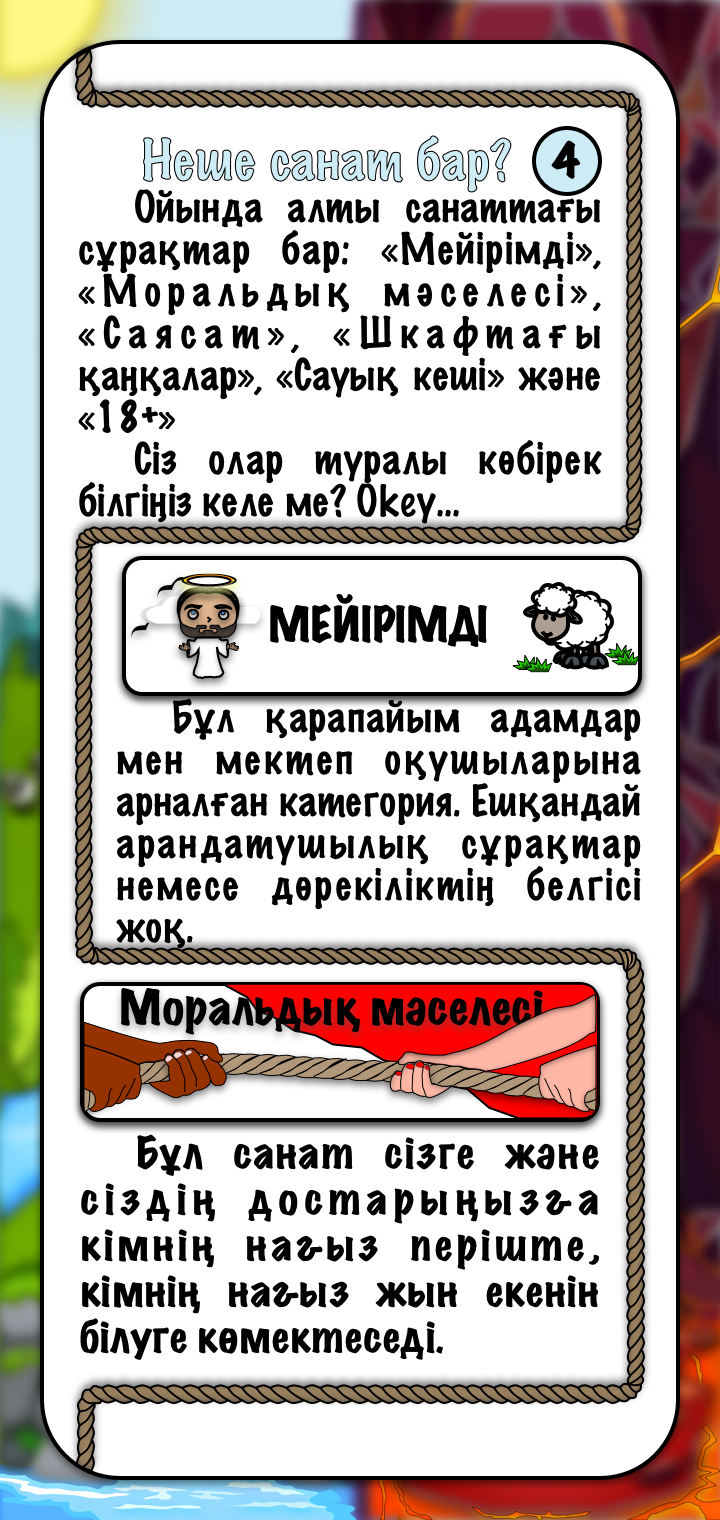 Неше санат бар? 4
Ойында алты санаттағы
сұрақтар бар: «Мейірімді»,
«Моральдық мәселесі»,
«Саясат», «Шкафтағы
қаңқалар», «Сауық кеші» және
«18+»
Сіз олар туралы көбірек
білгіңіз келе ме? Okey...
МЕЙІРІМДІ
Бұл қарапайым адамдар
мен мектеп оқушыларына
арналған категория. Ешқандай
арандатушылық сұрақтар
немесе дөрекіліктің белгісі
жоқ.
Моральдық мәселесі
Бұл санат сізге және
сіздің достарыңызға
кімнің нағыз періште,
кімнің нағыз жын екенін
білуге көмектеседі.